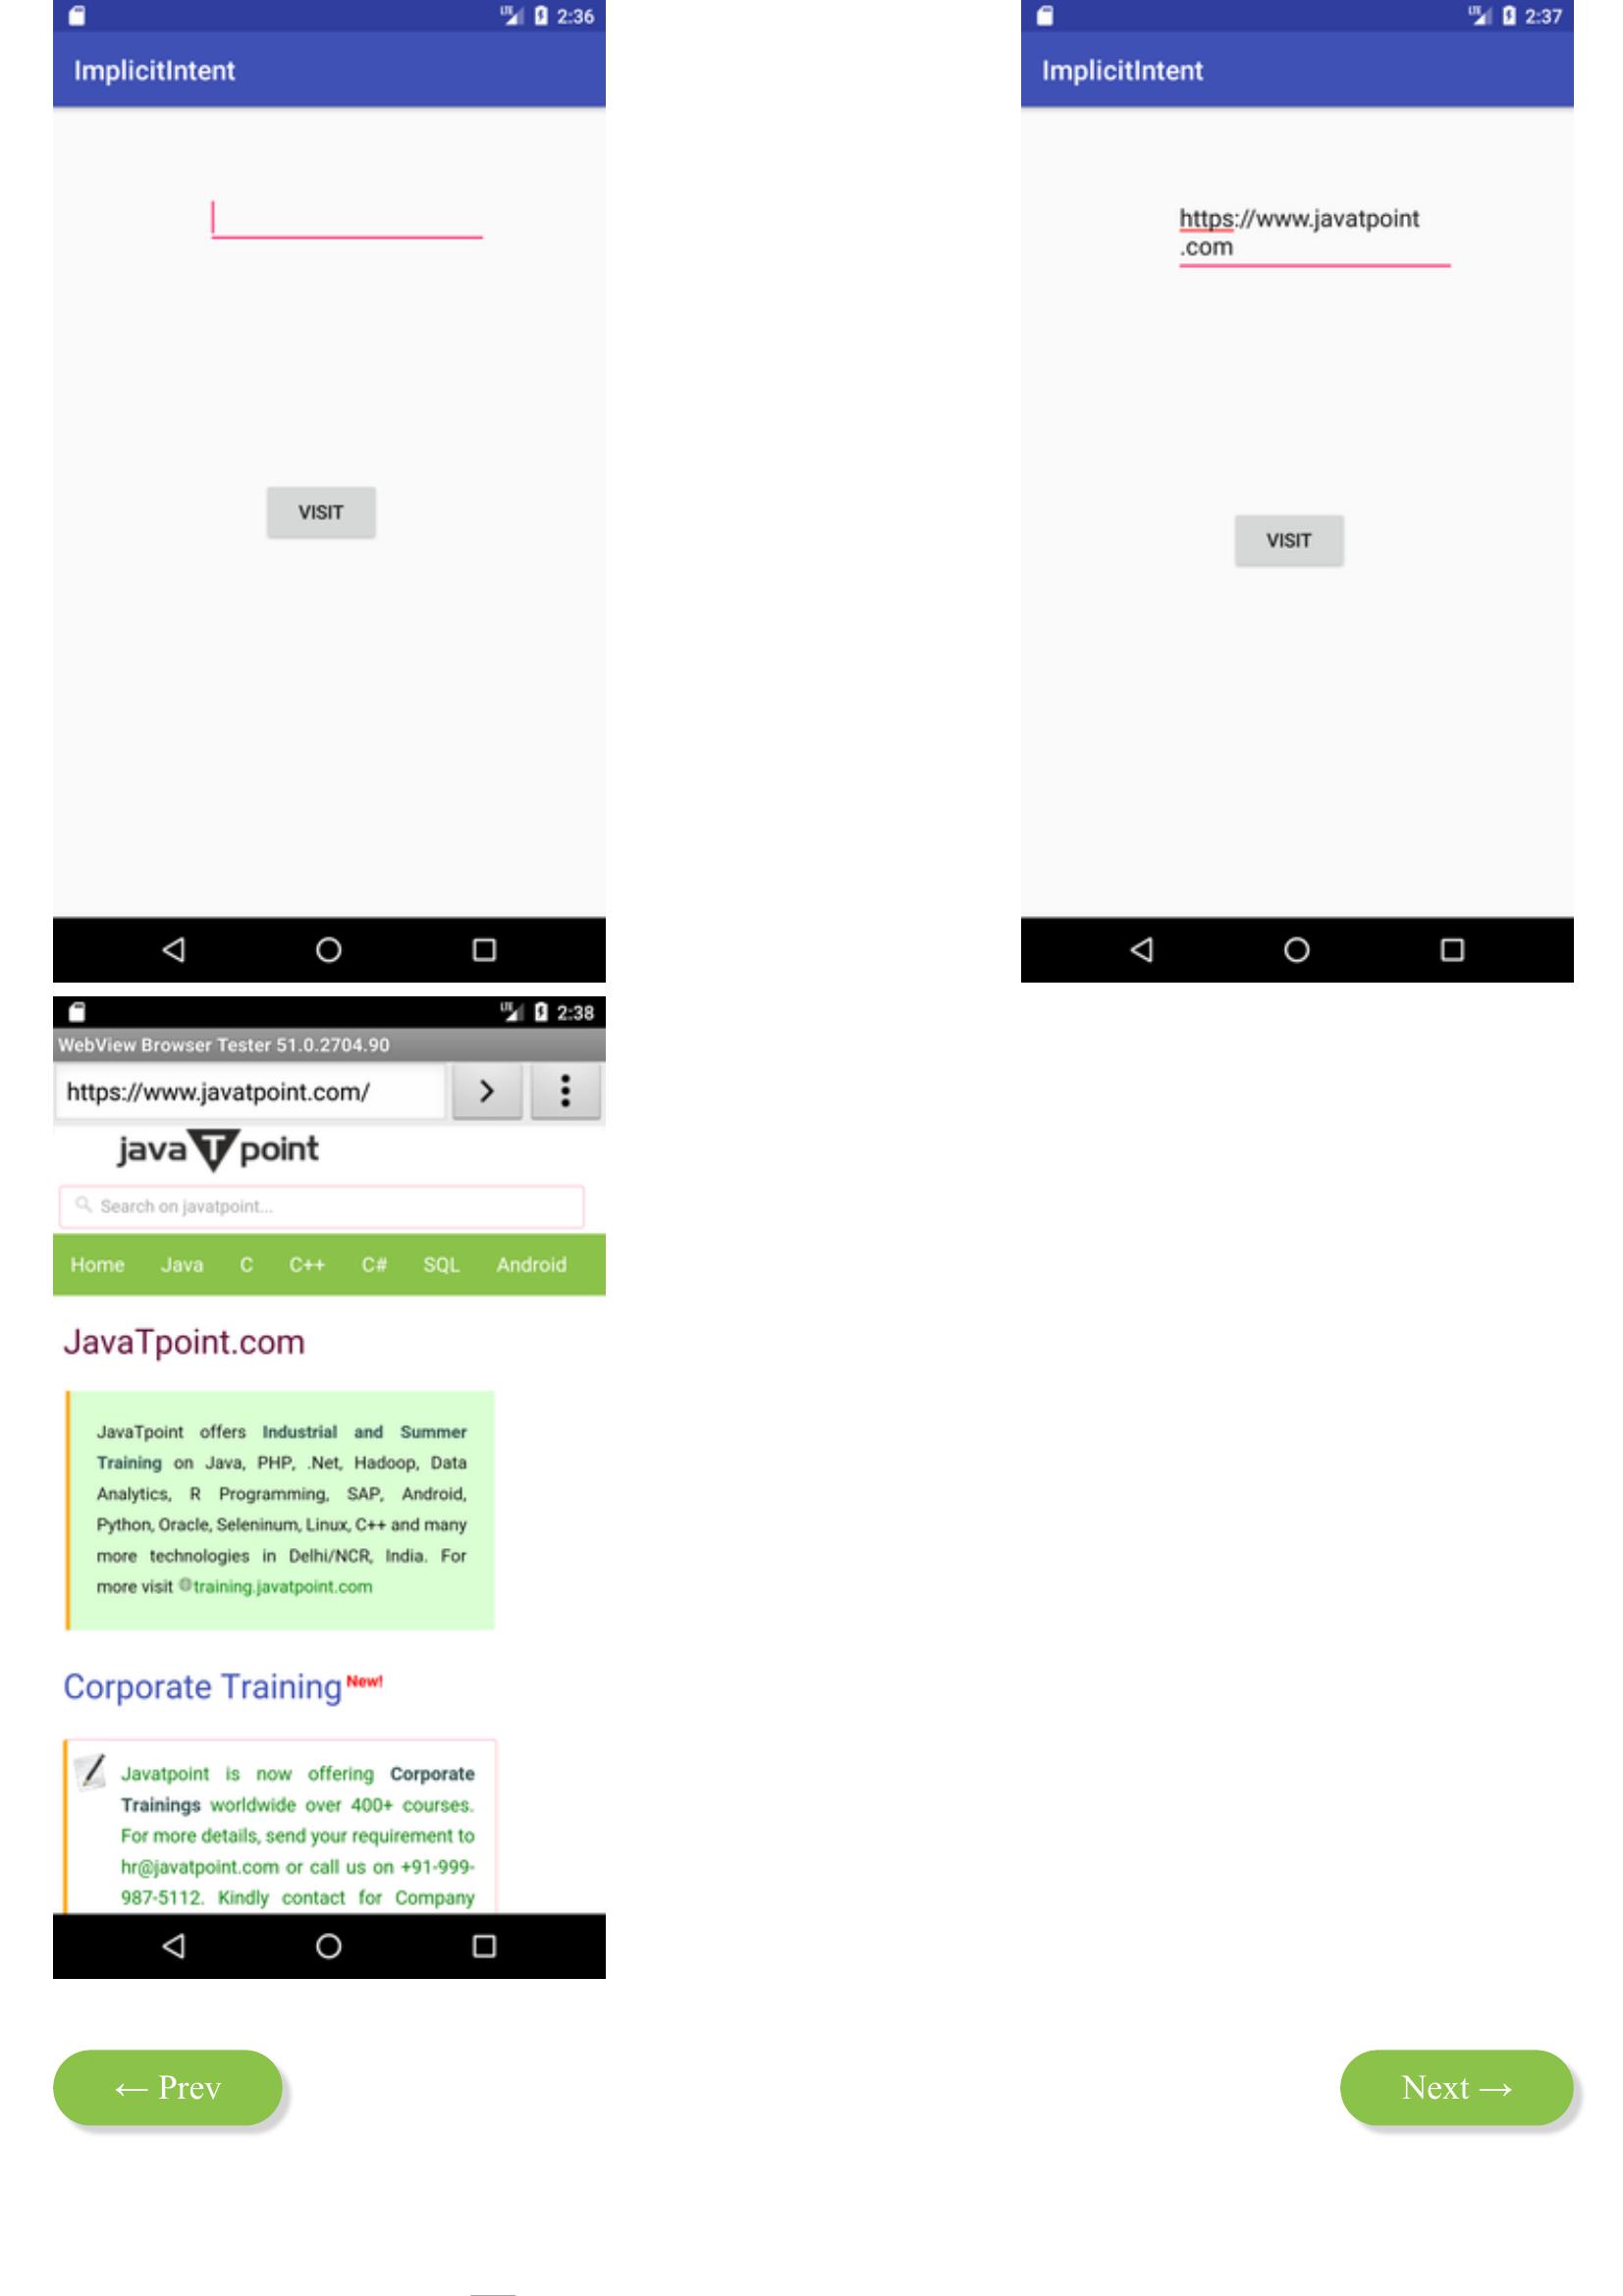 LTE 2:36
ImplicitIntent
VISIT
LTE 2:37
ImplicitIntent
https://www.javatpoint
.com
VISIT
LTE 2:38
WebView Browser Tester 51.0.2704.90
https://www.javatpoint.com/
javaTpoint
Search on javatpoint...
Home Java C C++ C# SQL Android
JavaTpoint.com
JavaTpoint offers Industrial and Summer
Training on Java, PHP, .Net, Hadoop, Data
Analytics, R Programming, SAP, Android,
Python, Oracle, Seleninum, Linux, C++ and many
more technologies in Delhi/NCR, India. For
more visit training.javatpoint.com
Corporate Training New!
Javatpoint is now offering Corporate
Trainings worldwide over 400+ courses.
For more details, send your requirement to
hr@javatpoint.com or call us on +91-999-
987-5112. Kindly contact for Company
← Prev
Next →